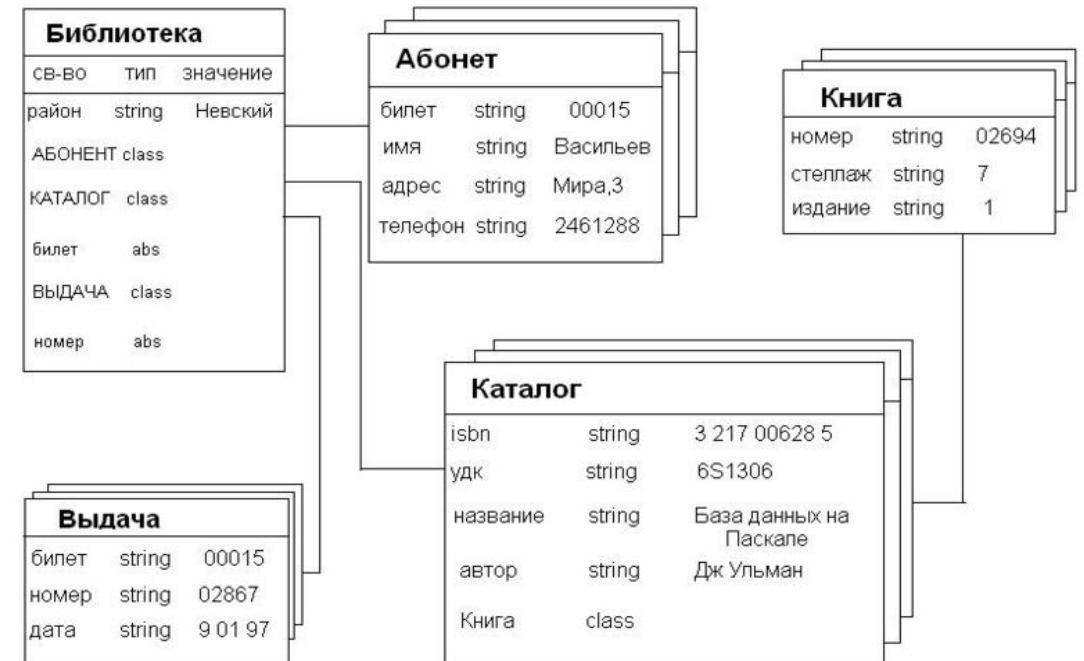 Библиотека
св-во тип значение
район string Невский
АБОНЕНТ class
КАТАЛОГ class
билет abs
ВЫДАЧА class
номер abs
Абонет
билет string 00015
имя string Васильев
адрес string Мира,3
телефон string 2461288
Книга
номер string 02694
стеллаж string 7
издание string 1
Каталог
isbn string 3 217 00628 5
удк string 6S1306
название string База данных на
Паскале
автор string Дж Ульман
Книга class
Выдача
билет string 00015
номер string 02867
дата string 9 01 97